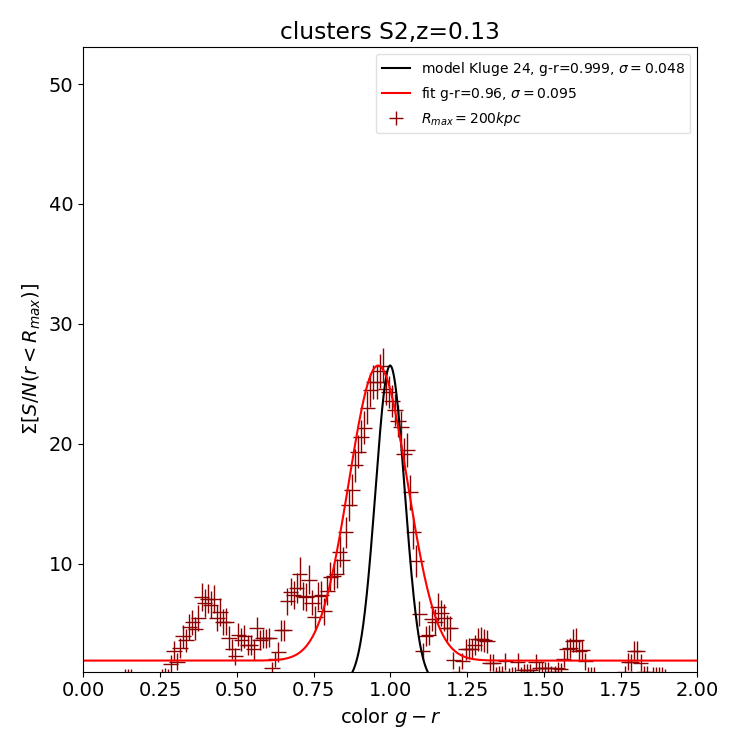 clusters S2,z=0.13
model Kluge 24, g-r=0.999, σ = 0.048
fit g-r=0.96, σ = 0.095
R_max = 200kpc
50
40
30
20
10
Σ[S/N(r < R_max)]
0.00 0.25 0.50 0.75 1.00 1.25 1.50 1.75 2.00
color g − r